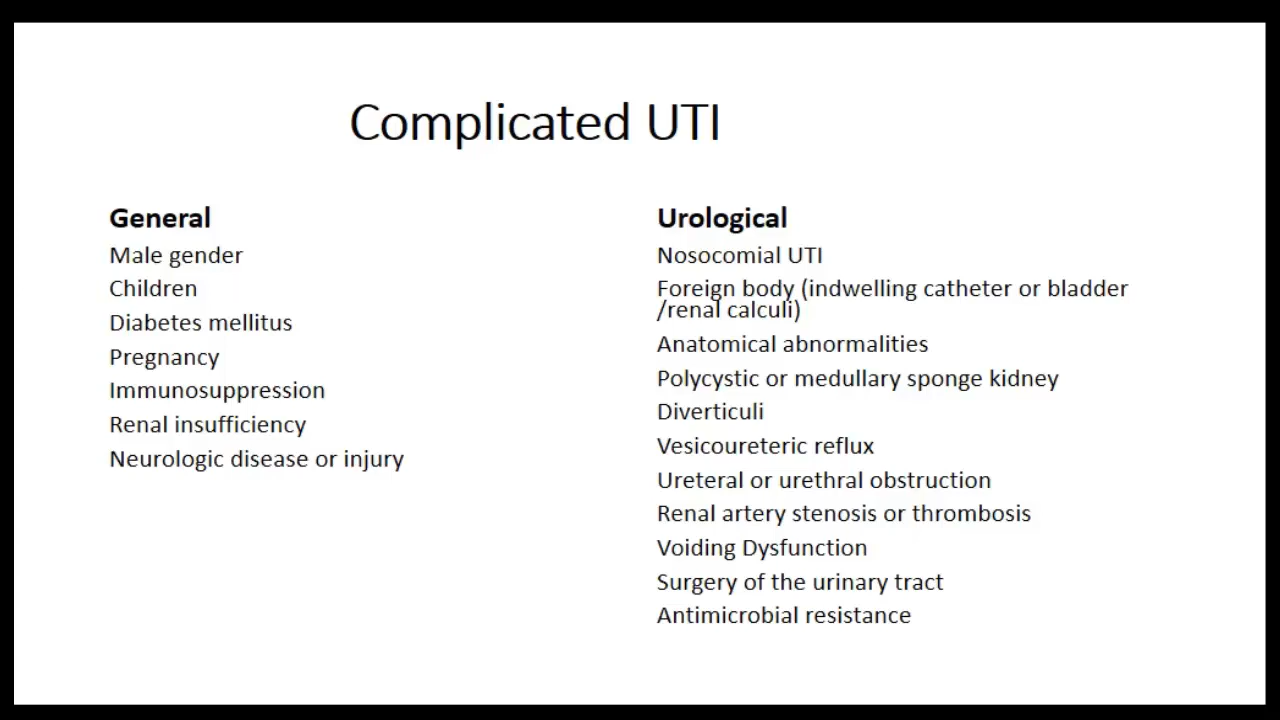 Complicated UTI
General
Male gender
Children
Diabetes mellitus
Pregnancy
Immunosuppression
Renal insufficiency
Neurologic disease or injury
Urological
Nosocomial UTI
Foreign body (indwelling catheter or bladder
/renal calculi)
Anatomical abnormalities
Polycystic or medullary sponge kidney
Diverticuli
Vesicoureteric reflux
Ureteral or urethral obstruction
Renal artery stenosis or thrombosis
Voiding Dysfunction
Surgery of the urinary tract
Antimicrobial resistance